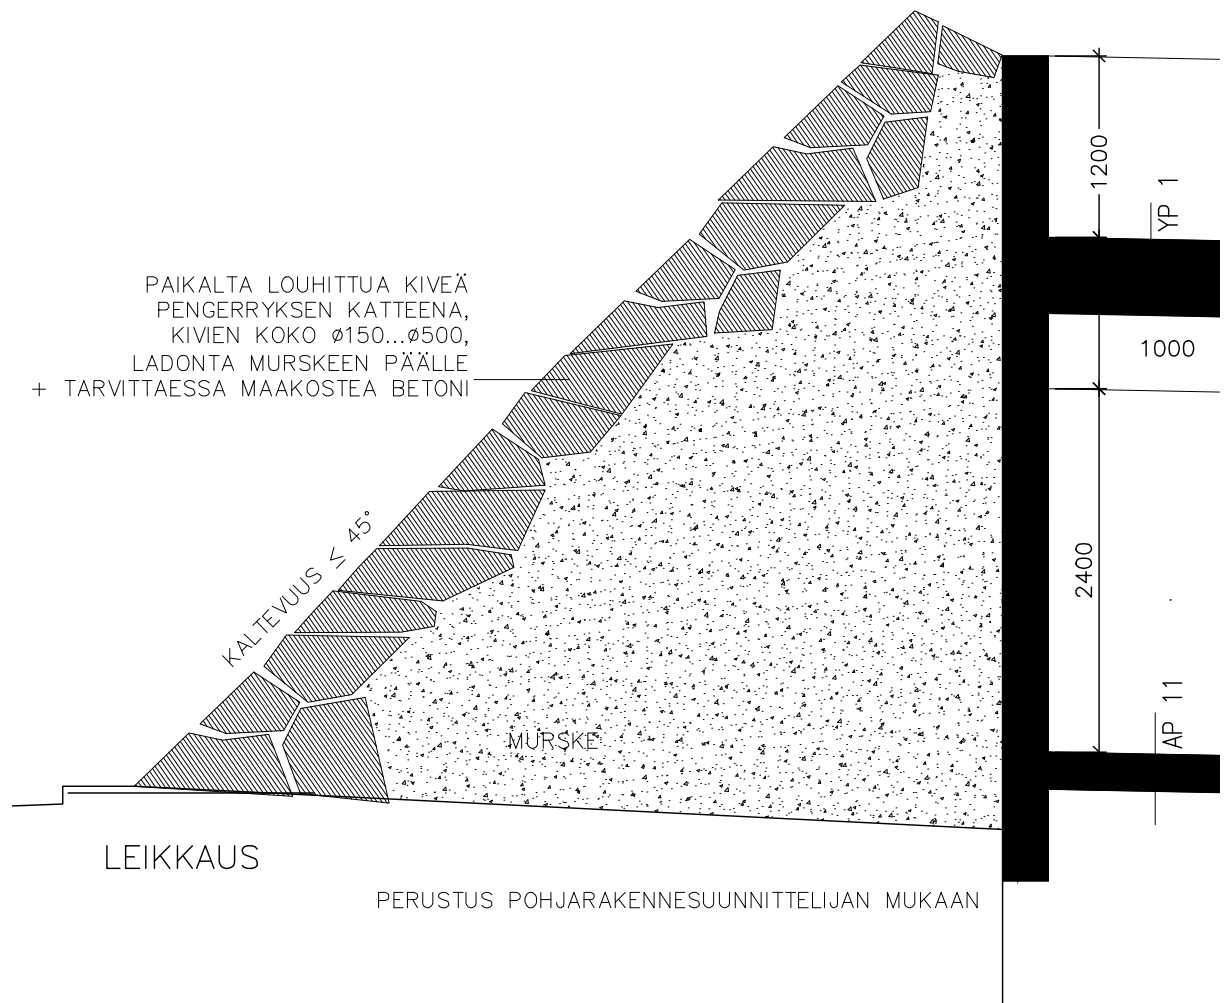 PAIKALTA LOUHITTUA KIVEÄ
PENGERRYKSEN KATTEENA,
KIVIEN KOKO ø150...ø500,
LADONTA MURSKEEN PÄÄLLE
+ TARVITTAESSA MAAKOSTEA BETONI
KALTEVUUS ≤ 45°
MURSKE
1200
YP 1
1000
2400
AP 11
LEIKKAUS
PERUSTUS POHJARAKENNESUUNNITTELIJAN MUKAAN